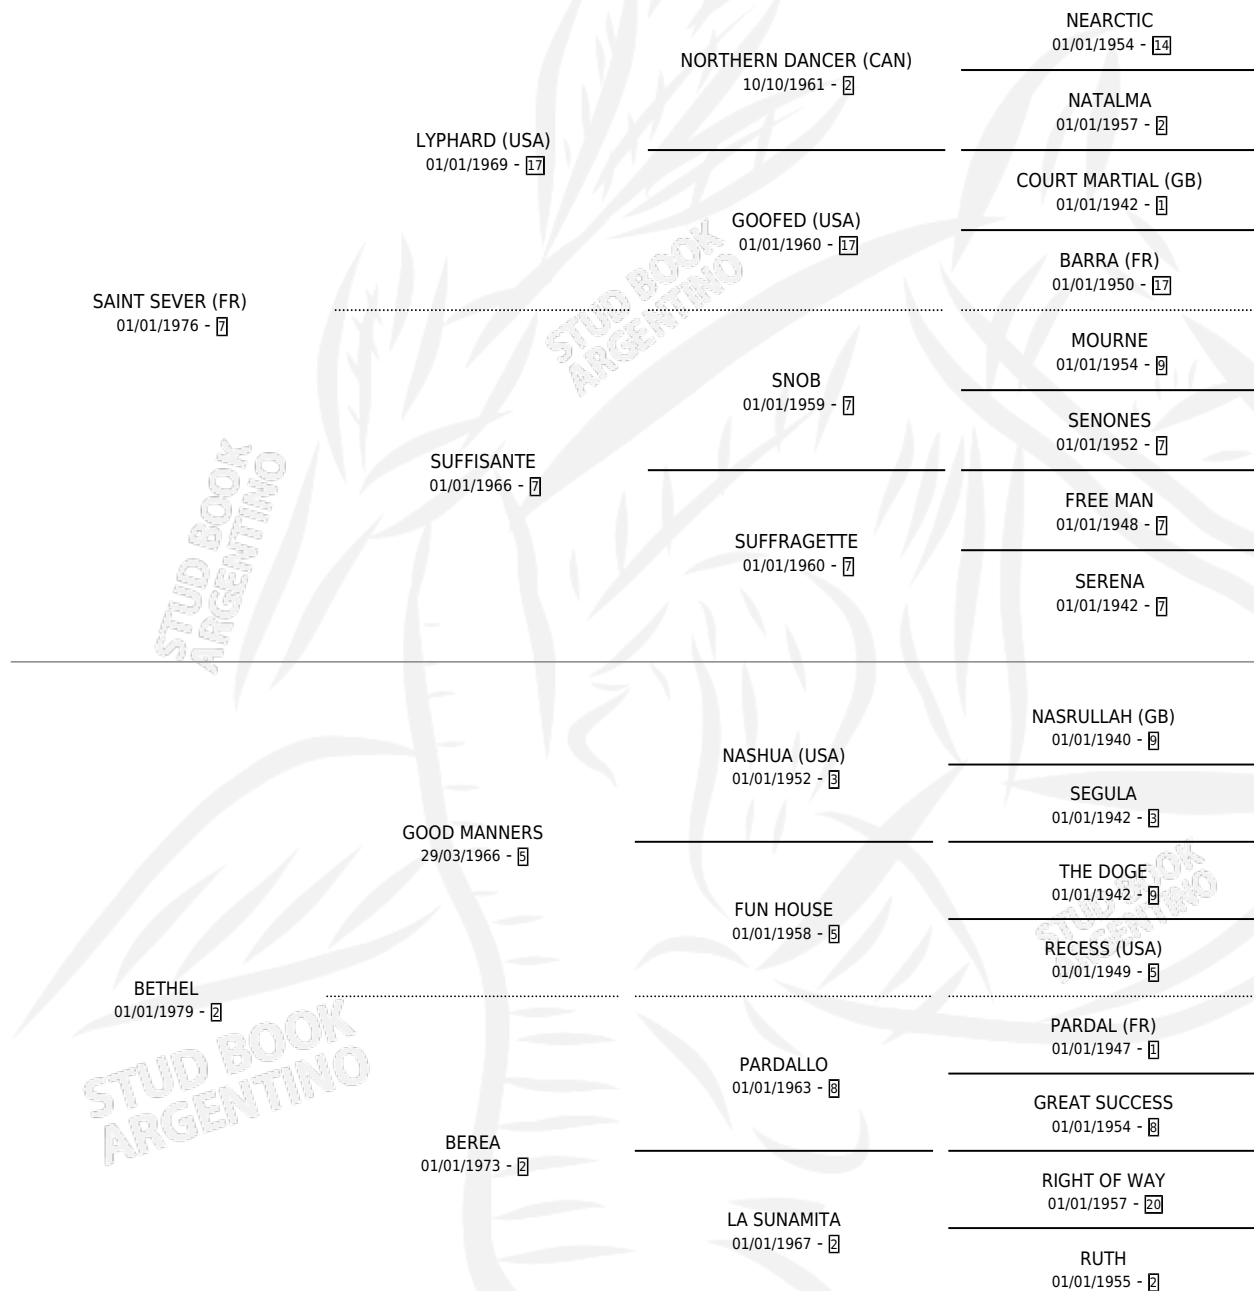 NEARCTIC
01/01/1954 - 14
NORTHERN DANCER (CAN)
10/10/1961 - 2
NATALMA
01/01/1957 - 2
LYPHARD (USA)
01/01/1969 - 17
COURT MARTIAL (GB)
01/01/1942 - 1
GOOFED (USA)
01/01/1960 - 17
BARRA (FR)
01/01/1950 - 17
SAINT SEVER (FR)
01/01/1976 - 7
STUD BOOK
ARGENTINO
MOURNE
01/01/1954 - 9
SNOB
01/01/1959 - 7
SENONES
01/01/1952 - 7
SUFFISANTE
01/01/1966 - 7
FREE MAN
01/01/1948 - 7
SUFFRAGETTE
01/01/1960 - 7
SERENA
01/01/1942 - 7
STUD BOOK
ARGENTINO
NASRULLAH (GB)
01/01/1940 - 9
NASHUA (USA)
01/01/1952 - 3
SEGULA
01/01/1942 - 3
GOOD MANNERS
29/03/1966 - 5
THE DOGE
01/01/1942 - 9
FUN HOUSE
01/01/1958 - 5
STUD BOOK
ARGENTINO
RECESS (USA)
01/01/1949 - 5
BETHEL
01/01/1979 - 2
STUD BOOK
ARGENTINO
PARDAL (FR)
01/01/1947 - 1
PARDALLO
01/01/1963 - 8
GREAT SUCCESS
01/01/1954 - 8
BEREA
01/01/1973 - 2
RIGHT OF WAY
01/01/1957 - 20
LA SUNAMITA
01/01/1967 - 2
RUTH
01/01/1955 - 2